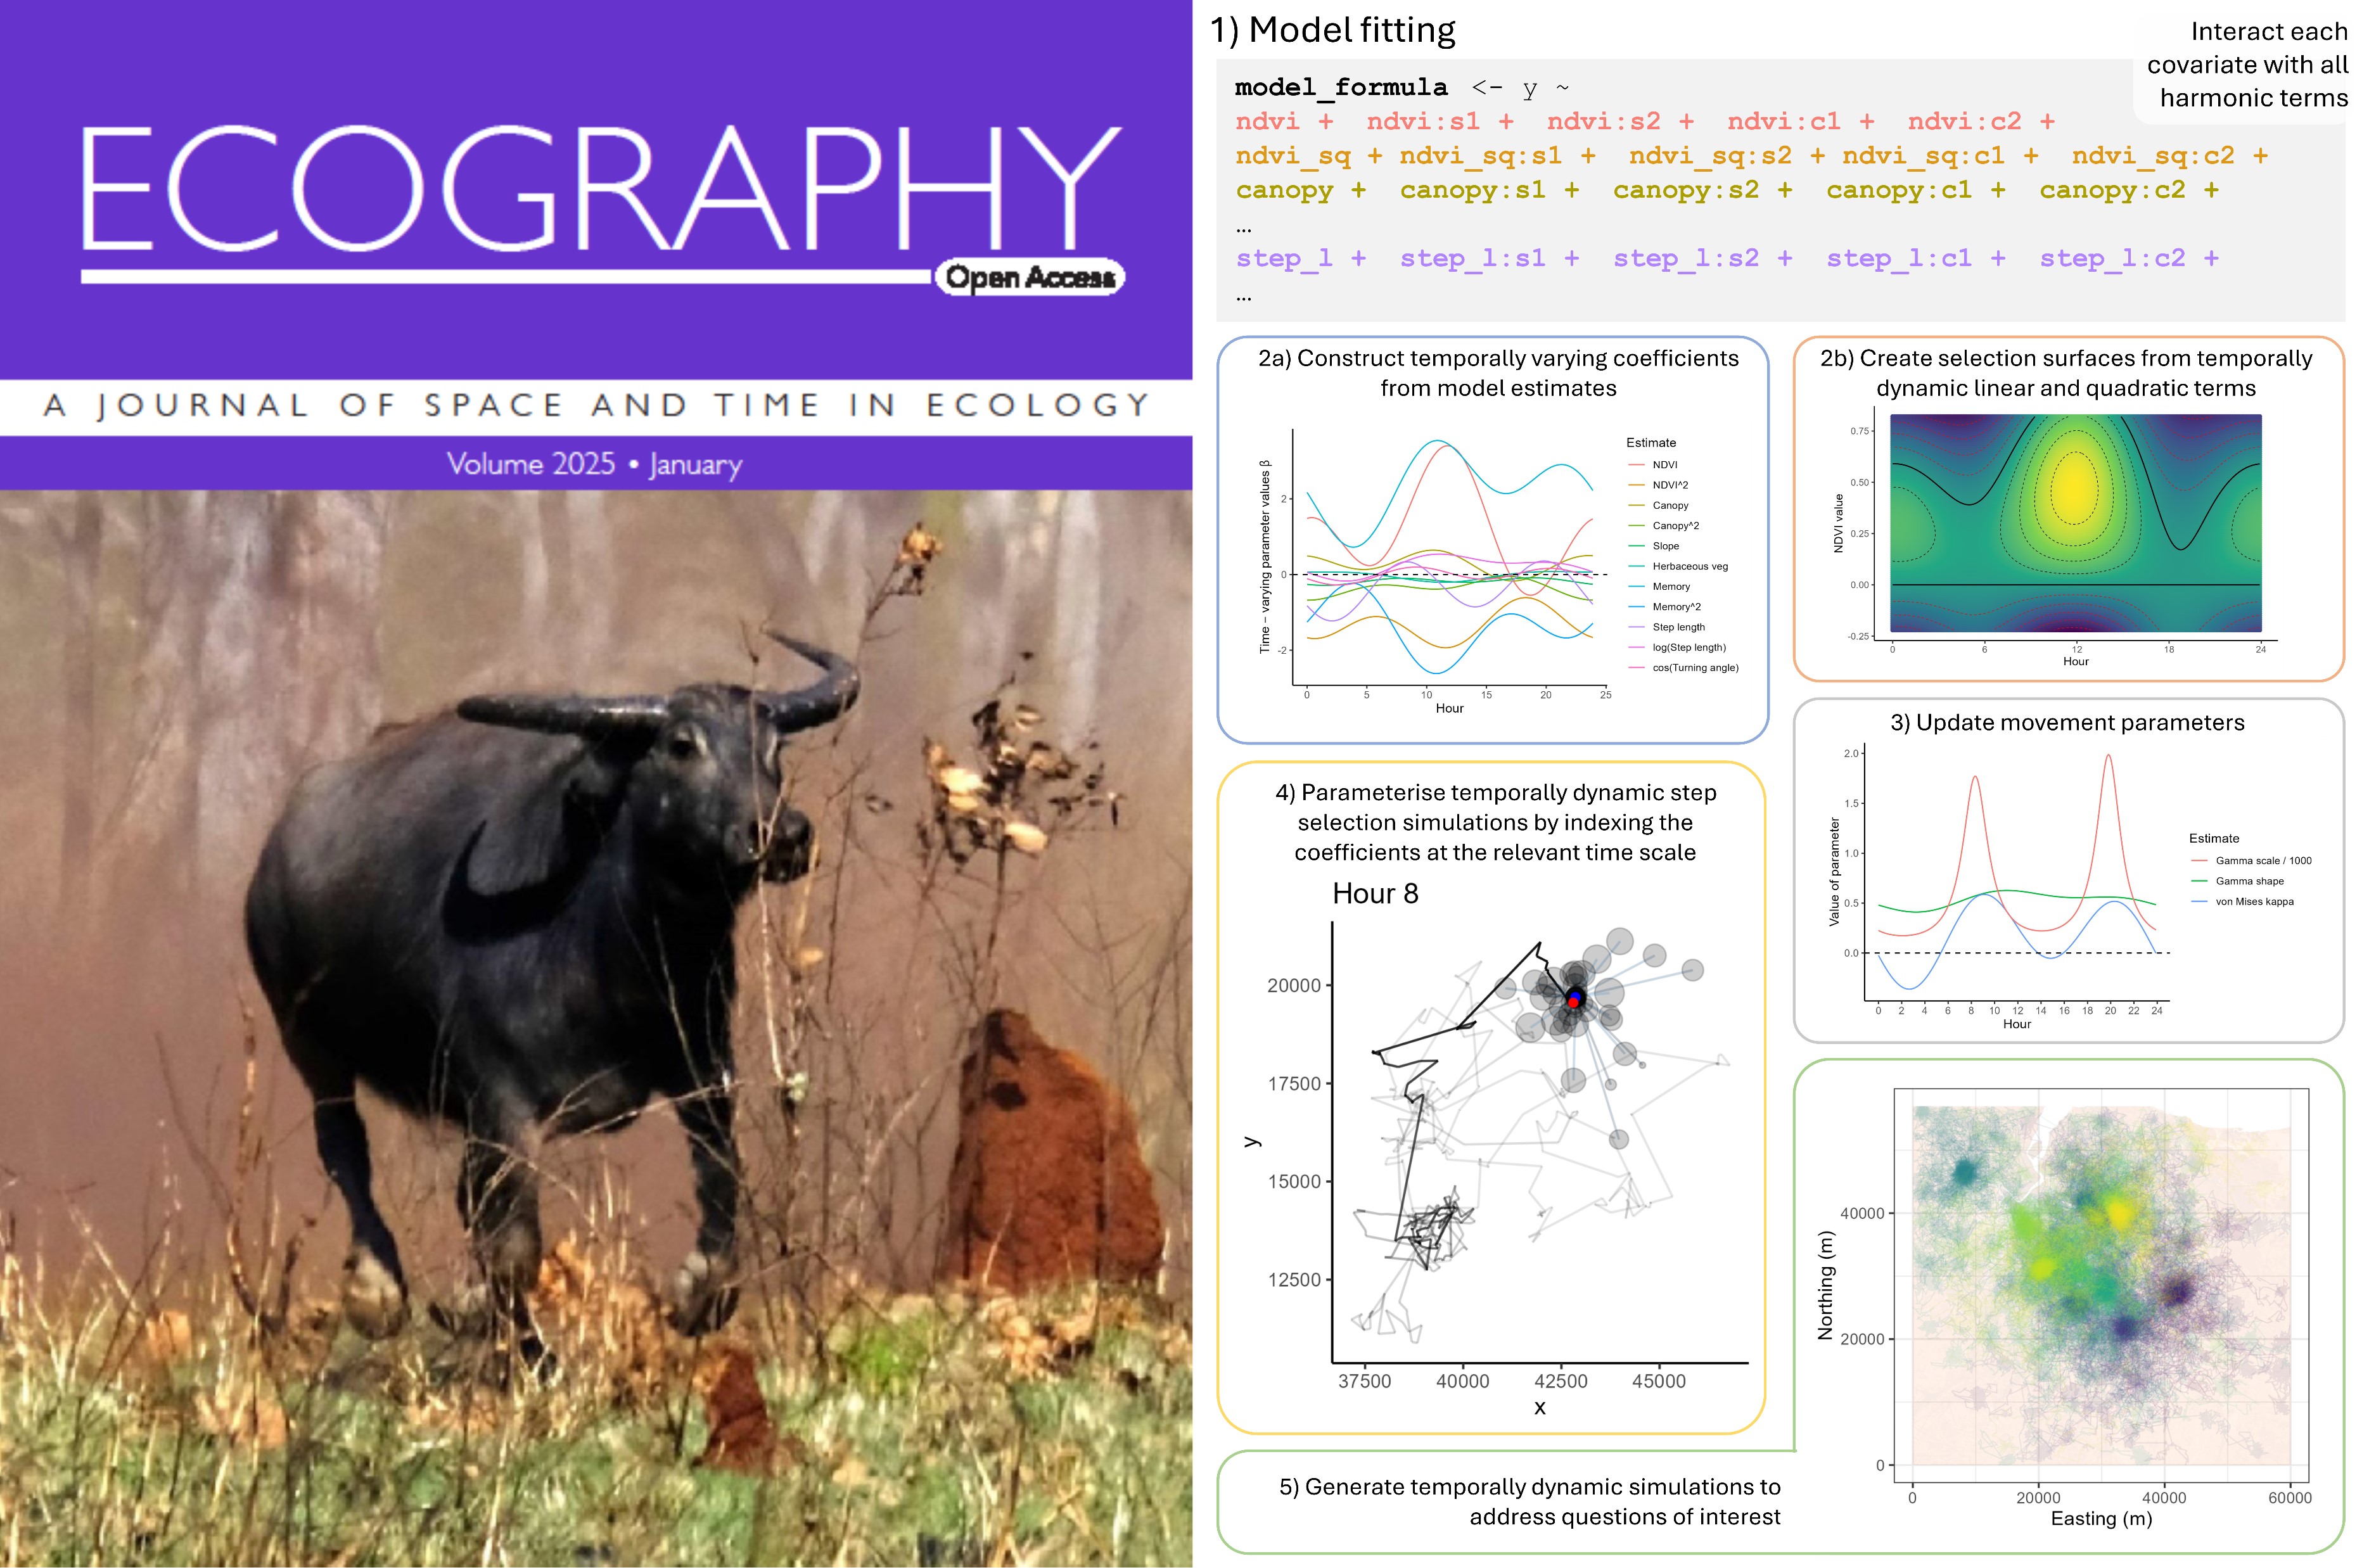 ECOGRAPHY
Open Access
A JOURNAL OF SPACE AND TIME IN ECOLOGY
Volume 2025 • January
1) Model fitting
Interact each
covariate with all
harmonic terms
model_formula <- y ~
ndvi + ndvi:s1 + ndvi:s2 + ndvi:c1 + ndvi:c2 +
ndvi_sq + ndvi_sq:s1 + ndvi_sq:s2 + ndvi_sq:c1 + ndvi_sq:c2 +
canopy + canopy:s1 + canopy:s2 + canopy:c1 + canopy:c2 +
...
step_l + step_l:s1 + step_l:s2 + step_l:c1 + step_l:c2 +
...
2a) Construct temporally varying coefficients
from model estimates
Time – varying parameter values β
2
0
-2
0 5 10 15 20 25
Hour
Estimate
NDVI
NDVI^2
Canopy
Canopy^2
Slope
Herbaceous veg
Memory
Memory^2
Step length
log(Step length)
cos(Turning angle)
2b) Create selection surfaces from temporally
dynamic linear and quadratic terms
NDVI value
0.75
0.50
0.25
0.00
-0.25
0 6 12 18 24
Hour
3) Update movement parameters
Value of parameter
2.0
1.5
1.0
0.5
0.0
0 2 4 6 8 10 12 14 16 18 20 22 24
Hour
Estimate
Gamma scale / 1000
Gamma shape
von Mises kappa
4) Parameterise temporally dynamic step
selection simulations by indexing the
coefficients at the relevant time scale
Hour 8
y
20000
17500
15000
12500
37500 40000 42500 45000
x
5) Generate temporally dynamic simulations to
address questions of interest
Northing (m)
40000
20000
0
0 20000 40000 60000
Easting (m)